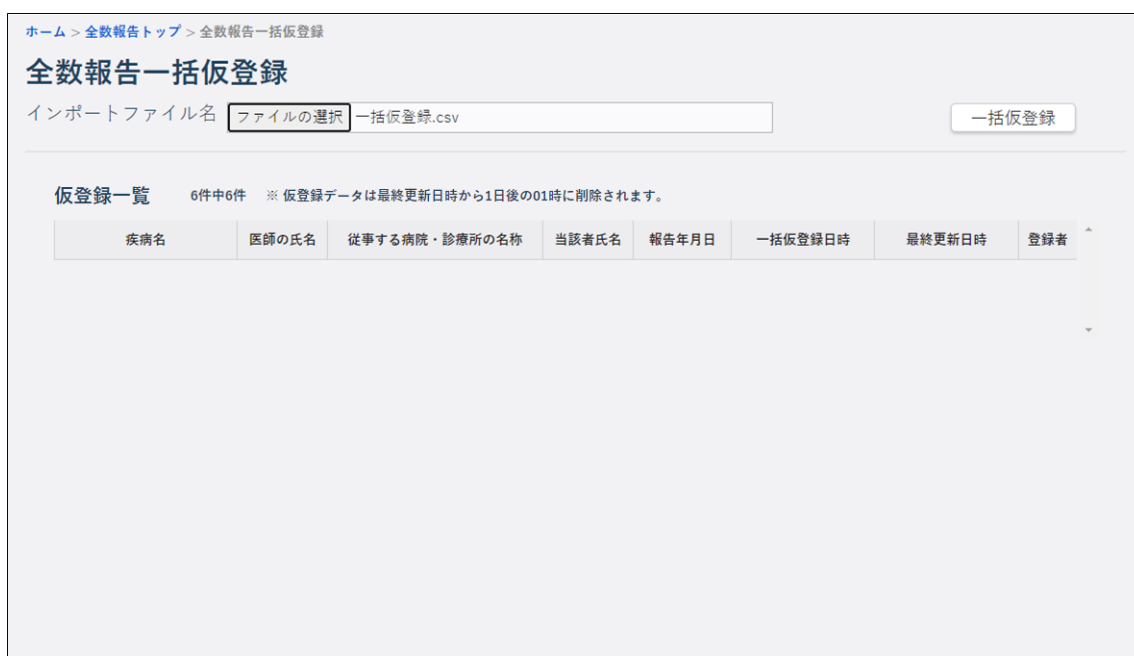 ホーム > 全数報告トップ > 全数報告一括仮登録
全数報告一括仮登録
インポートファイル名 ファイルの選択 一括仮登録.csv 一括仮登録
仮登録一覧 6件中6件 ※ 仮登録データは最終更新日時から1日後の01時に削除されます。
疾病名 医師の氏名 従事する病院・診療所の名称 当該者氏名 報告年月日 一括仮登録日時 最終更新日時 登録者